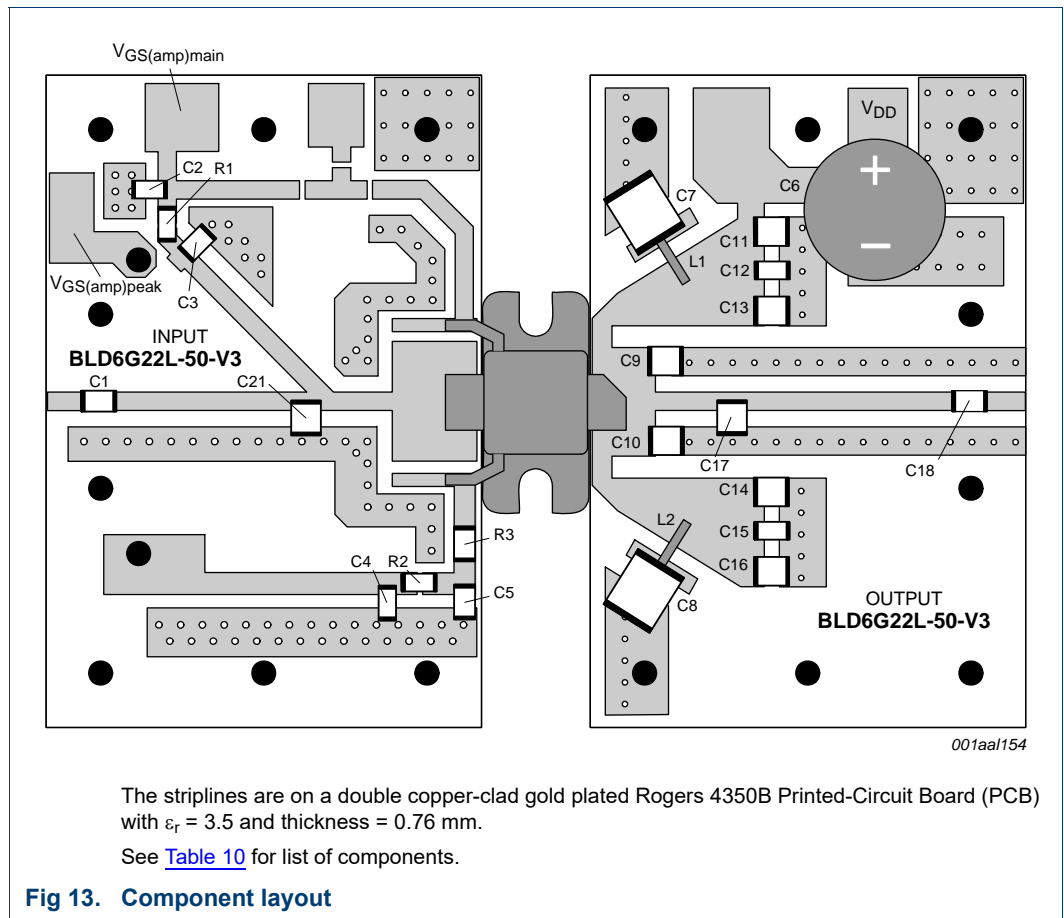 VGS(amp)main
C2
R1
C3
VGS(amp)peak
INPUT
BLD6G22L-50-V3
C1
C21
C4
R2
R3
C5
VDD
+
−
C6
C7
L1
C11
C12
C13
C9
C10
C17
C18
C14
C15
C16
L2
C8
OUTPUT
BLD6G22L-50-V3
001aal154
The striplines are on a double copper-clad gold plated Rogers 4350B Printed-Circuit Board (PCB)
with εr = 3.5 and thickness = 0.76 mm.
See Table 10 for list of components.
Fig 13. Component layout